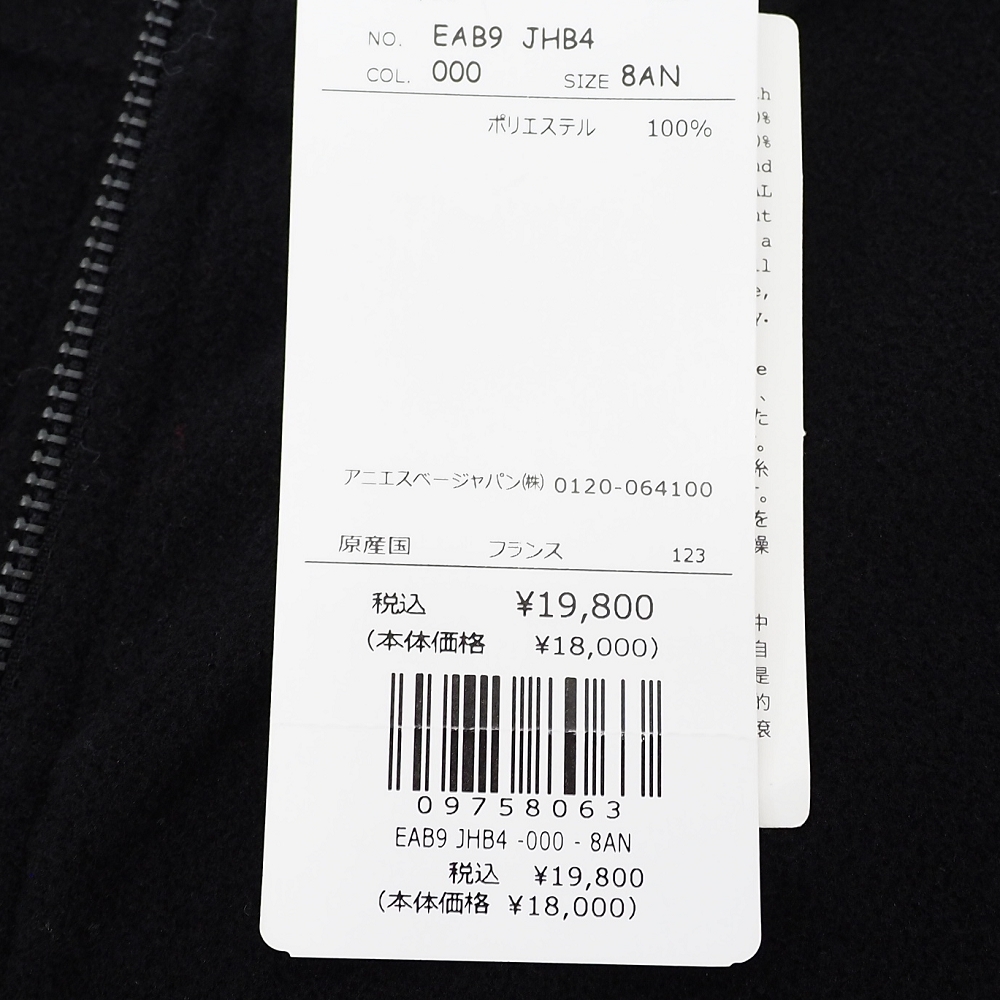 NO. EAB9 JHB4
COL. 000 SIZE 8AN
ポリエステル 100%
アニエスベージャパン㈱ 0120-064100
原産国 フランス 123
税込 ¥19,800
(本体価格 ¥18,000)
09758063
EAB9 JHB4 -000 - 8AN
税込 ¥19,800
(本体価格 ¥18,000)